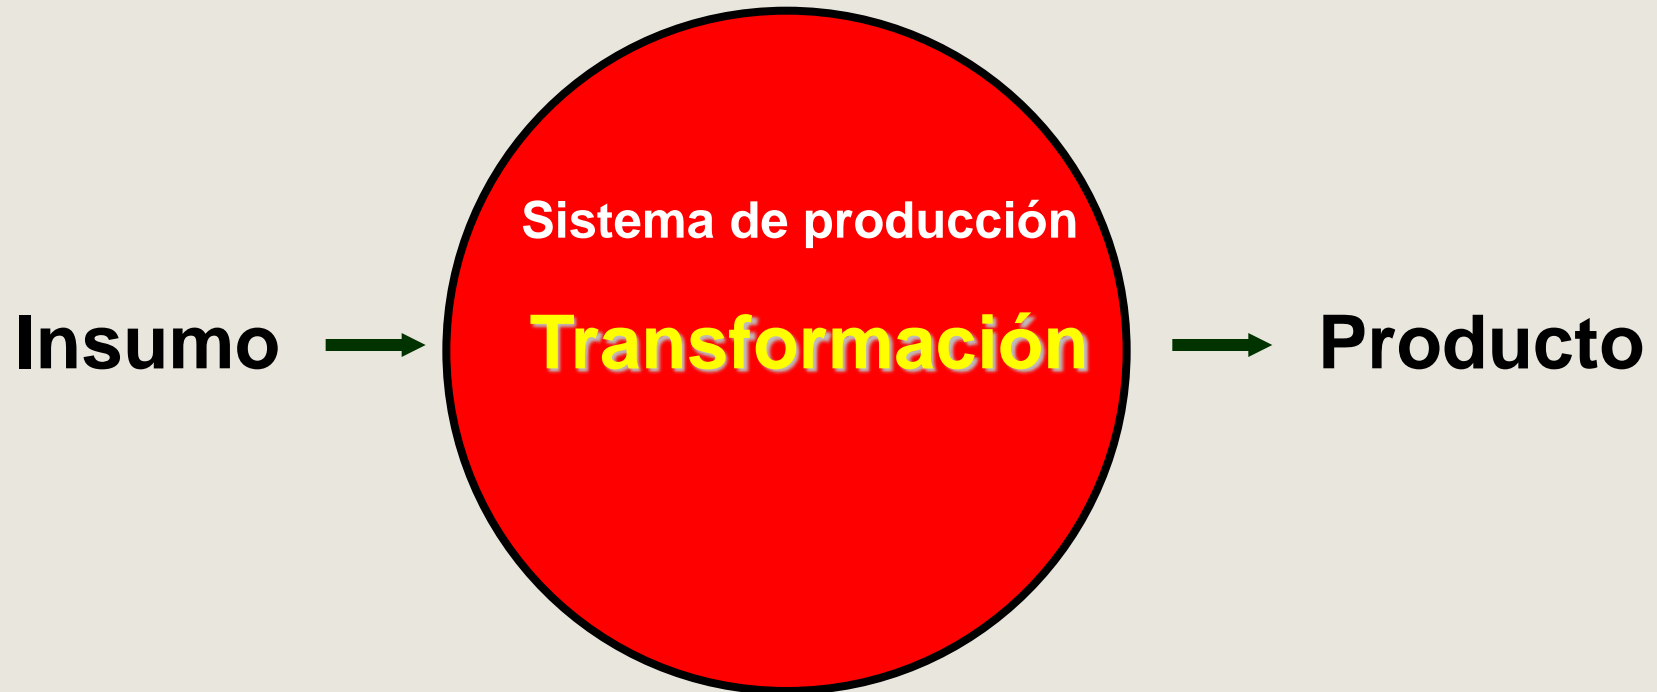 Sistema de producción
Insumo
Transformación
Producto